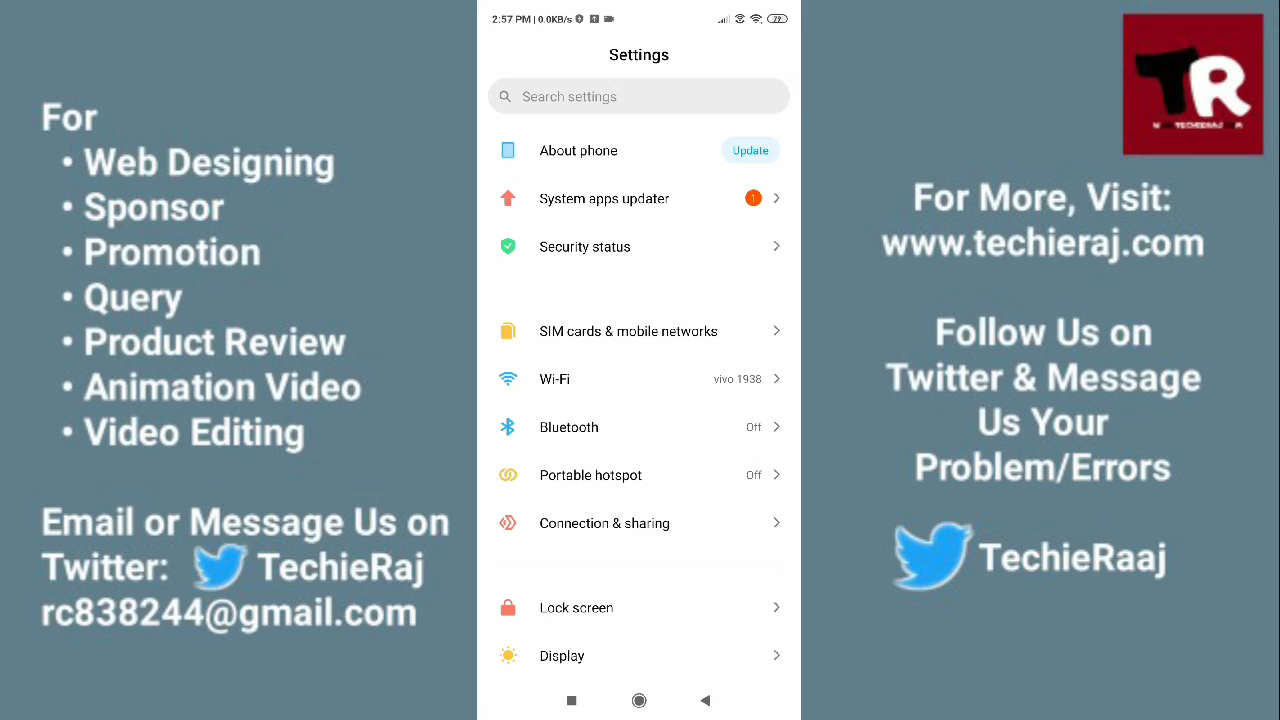 For
• Web Designing
• Sponsor
• Promotion
• Query
• Product Review
• Animation Video
• Video Editing
Email or Message Us on
Twitter: TechieRaj
rc838244@gmail.com
2:57 PM | 0.0KB/s
79
Settings
Search settings
About phone
Update
System apps updater
1
Security status
SIM cards & mobile networks
Wi-Fi
vivo 1938
Bluetooth
Off
Portable hotspot
Off
Connection & sharing
Lock screen
Display
TR
For More, Visit:
www.techieraj.com
Follow Us on
Twitter & Message
Us Your
Problem/Errors
TechieRaaj